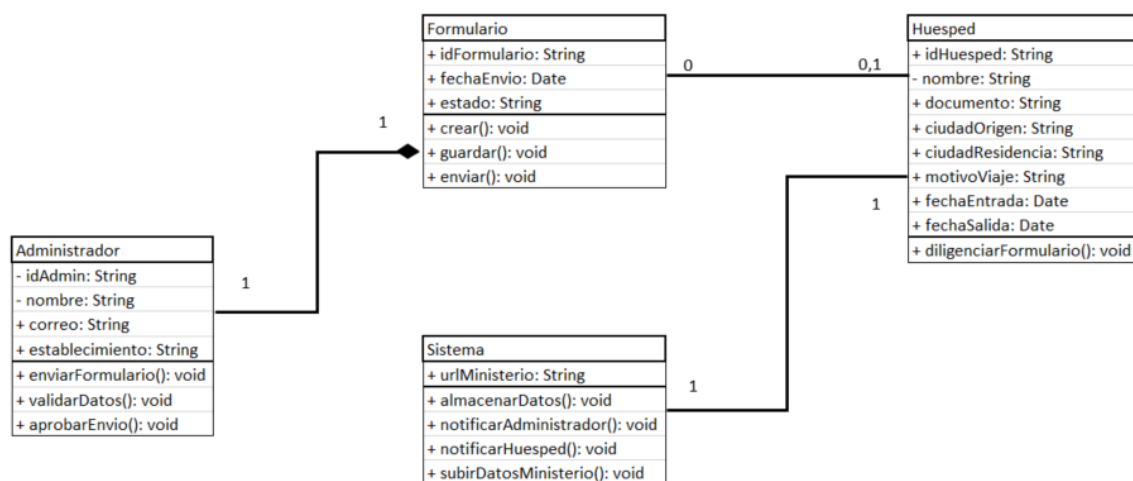 Formulario
+ idFormulario: String
+ fechaEnvio: Date
+ estado: String
+ crear(): void
+ guardar(): void
+ enviar(): void
0
0,1
Huesped
+ idHuesped: String
- nombre: String
+ documento: String
+ ciudadOrigen: String
+ ciudadResidencia: String
+ motivoViaje: String
+ fechaEntrada: Date
+ fechaSalida: Date
+ diligenciarFormulario(): void
1
1
Administrador
- idAdmin: String
- nombre: String
+ correo: String
+ establecimiento: String
+ enviarFormulario(): void
+ validarDatos(): void
+ aprobarEnvio(): void
1
Sistema
+ urlMinisterio: String
+ almacenarDatos(): void
+ notificarAdministrador(): void
+ notificarHuesped(): void
+ subirDatosMinisterio(): void
1